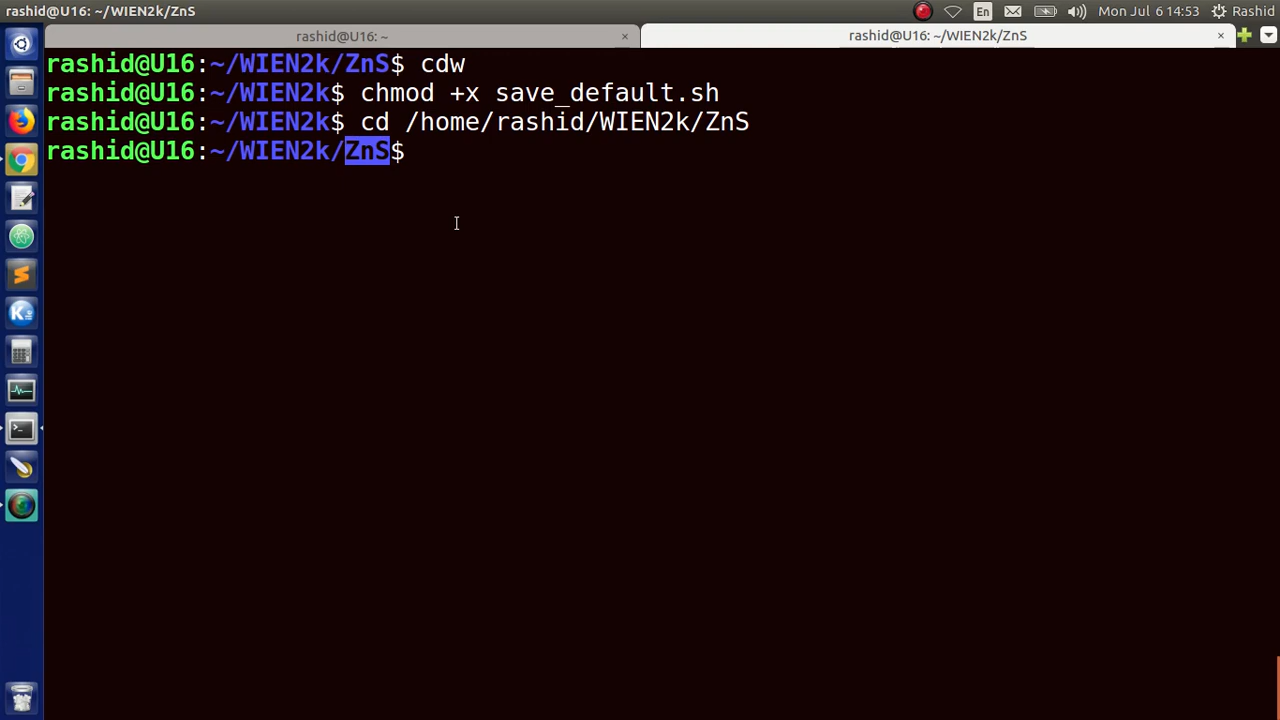 rashid@U16: ~/WIEN2k/ZnS
En
Mon Jul 6 14:53
Rashid
rashid@U16: ~
×
rashid@U16: ~/WIEN2k/ZnS
×
rashid@U16:~/WIEN2k/ZnS$ cdw
rashid@U16:~/WIEN2k$ chmod +x save_default.sh
rashid@U16:~/WIEN2k$ cd /home/rashid/WIEN2k/ZnS
rashid@U16:~/WIEN2k/ZnS$